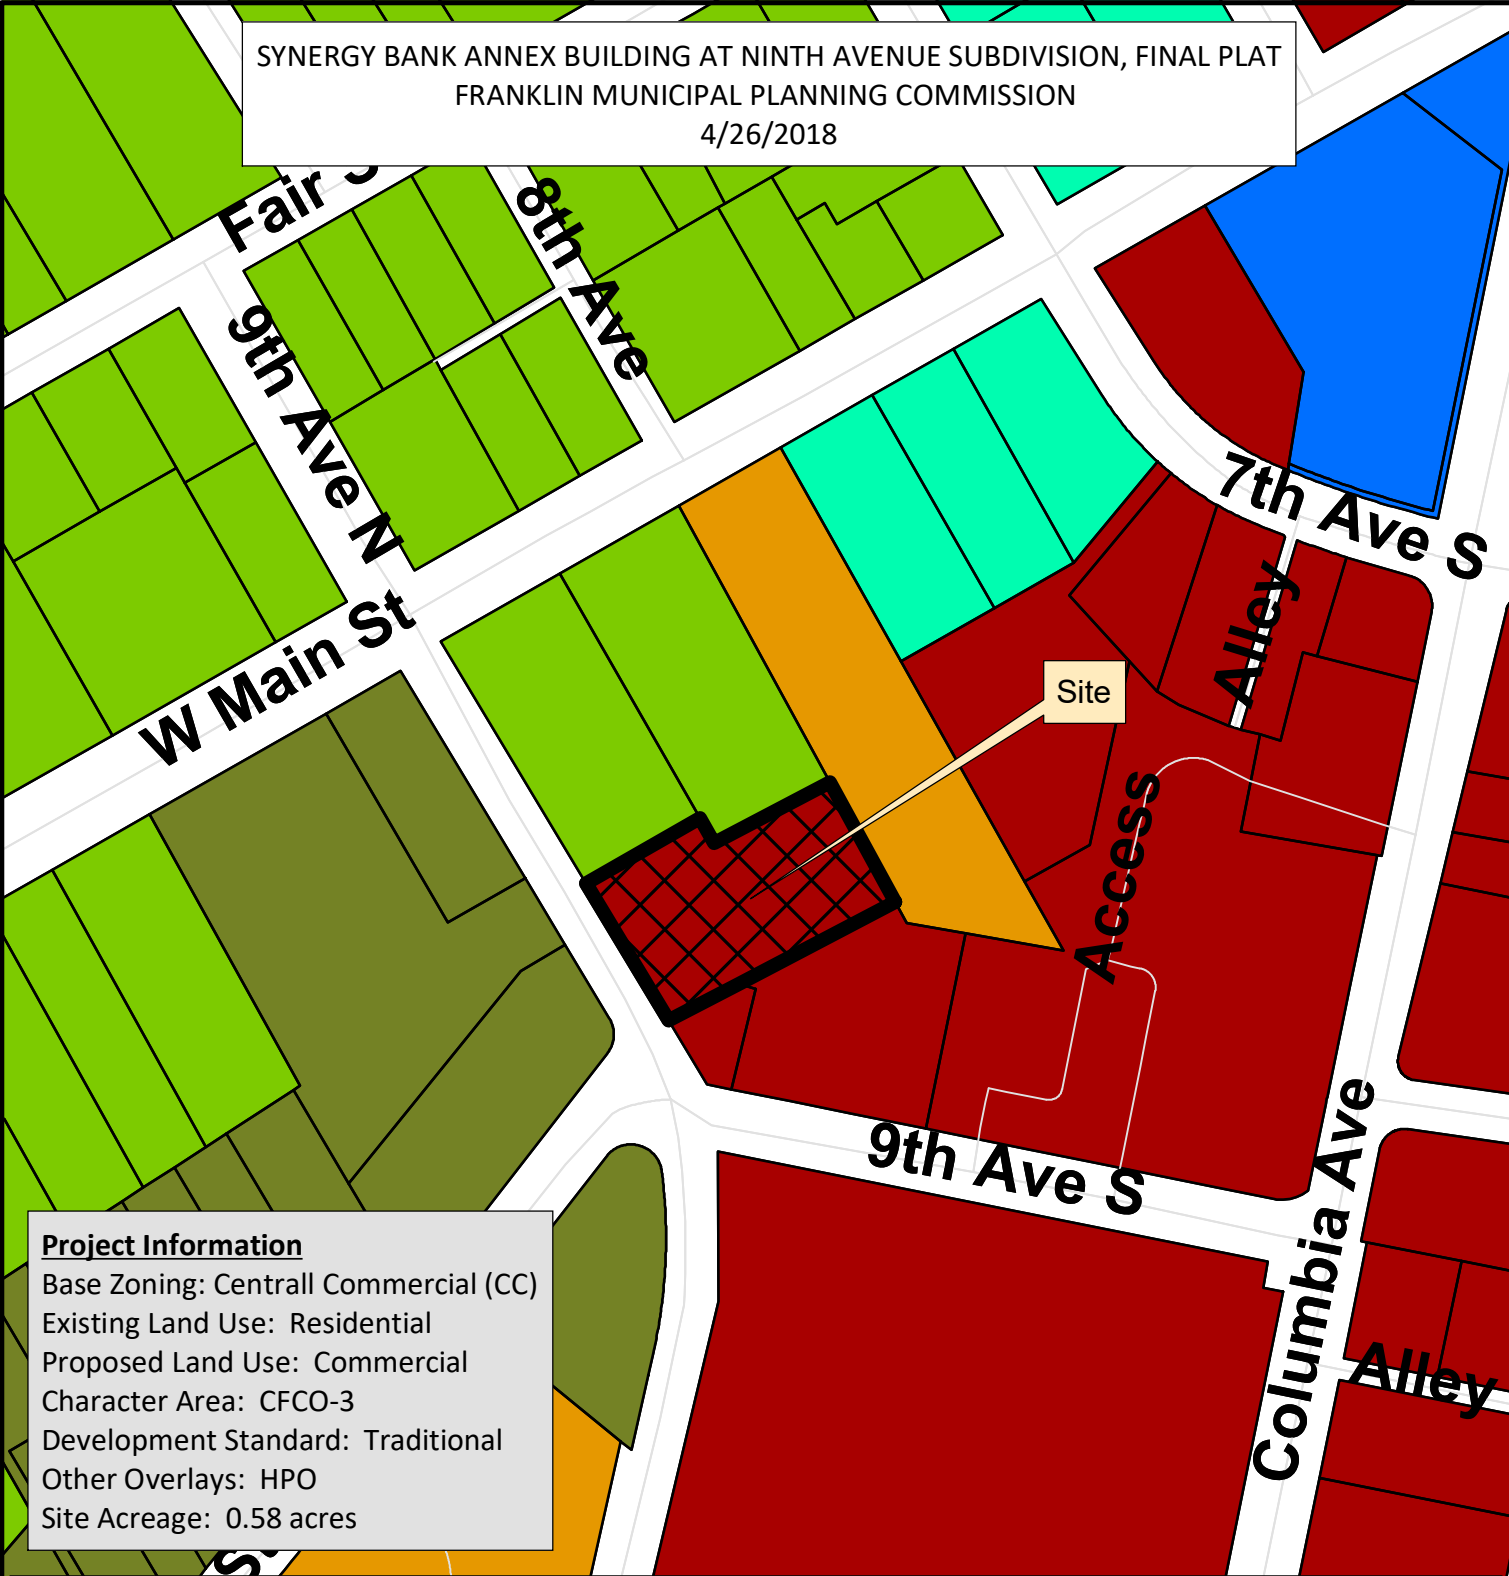 SYNERGY BANK ANNEX BUILDING AT NINTH AVENUE SUBDIVISION, FINAL PLAT
FRANKLIN MUNICIPAL PLANNING COMMISSION
4/26/2018
Fair S
8th Ave
9th Ave N
7th Ave S
Alley
W Main St
Site
Access
9th Ave S
Columbia Ave
Alley
Project Information
Base Zoning: Centrall Commercial (CC)
Existing Land Use: Residential
Proposed Land Use: Commercial
Character Area: CFCO-3
Development Standard: Traditional
Other Overlays: HPO
Site Acreage: 0.58 acres